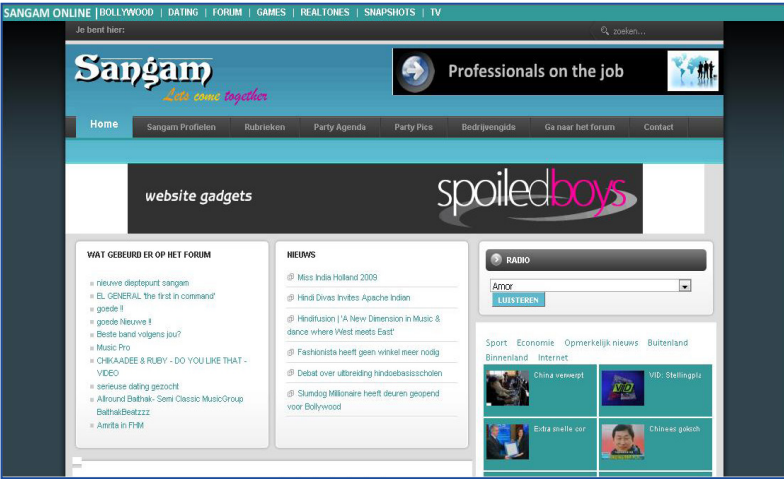 SANGAM ONLINE | BOLLYWOOD | DATING | FORUM | GAMES | REALTONES | SNAPSHOTS | TV
Je bent hier:
zoeken...
Sangam
Lets come together
Professionals on the job
Home Sangam Profielen Rubrieken Party Agenda Party Pics Bedrijvengids Ga naar het forum Contact
website gadgets
spoiledboys
WAT GEBEURD ER OP HET FORUM
nieuwe dieptepunt sangam
EL GENERAL 'the first in command'
goede !!
goede Nieuwe !!
Beste band volgens jou?
Music Pro
CHIKAADEE & RUBY - DO YOU LIKE THAT -
VIDEO
serieuse dating gezocht
Allround Baithak- Semi Classic MusicGroup
BaithakBeatzzz
Amrita in FHM
NIEUWS
Miss India Holland 2009
Hindi Divas Invites Apache Indian
Hindifusion | 'A New Dimension in Music &
dance where West meets East'
Fashionista heeft geen winkel meer nodig
Debat over uitbreiding hindoebasisscholen
Slumdog Millionaire heeft deuren geopend
voor Bollywood
RADIO
Amor
LUISTEREN
Sport Economie Opmerkelijk nieuws Buitenland
Binnenland Internet
China verwerpt
VID: Stellingpla
Extra snelle cor
Chinees goksch